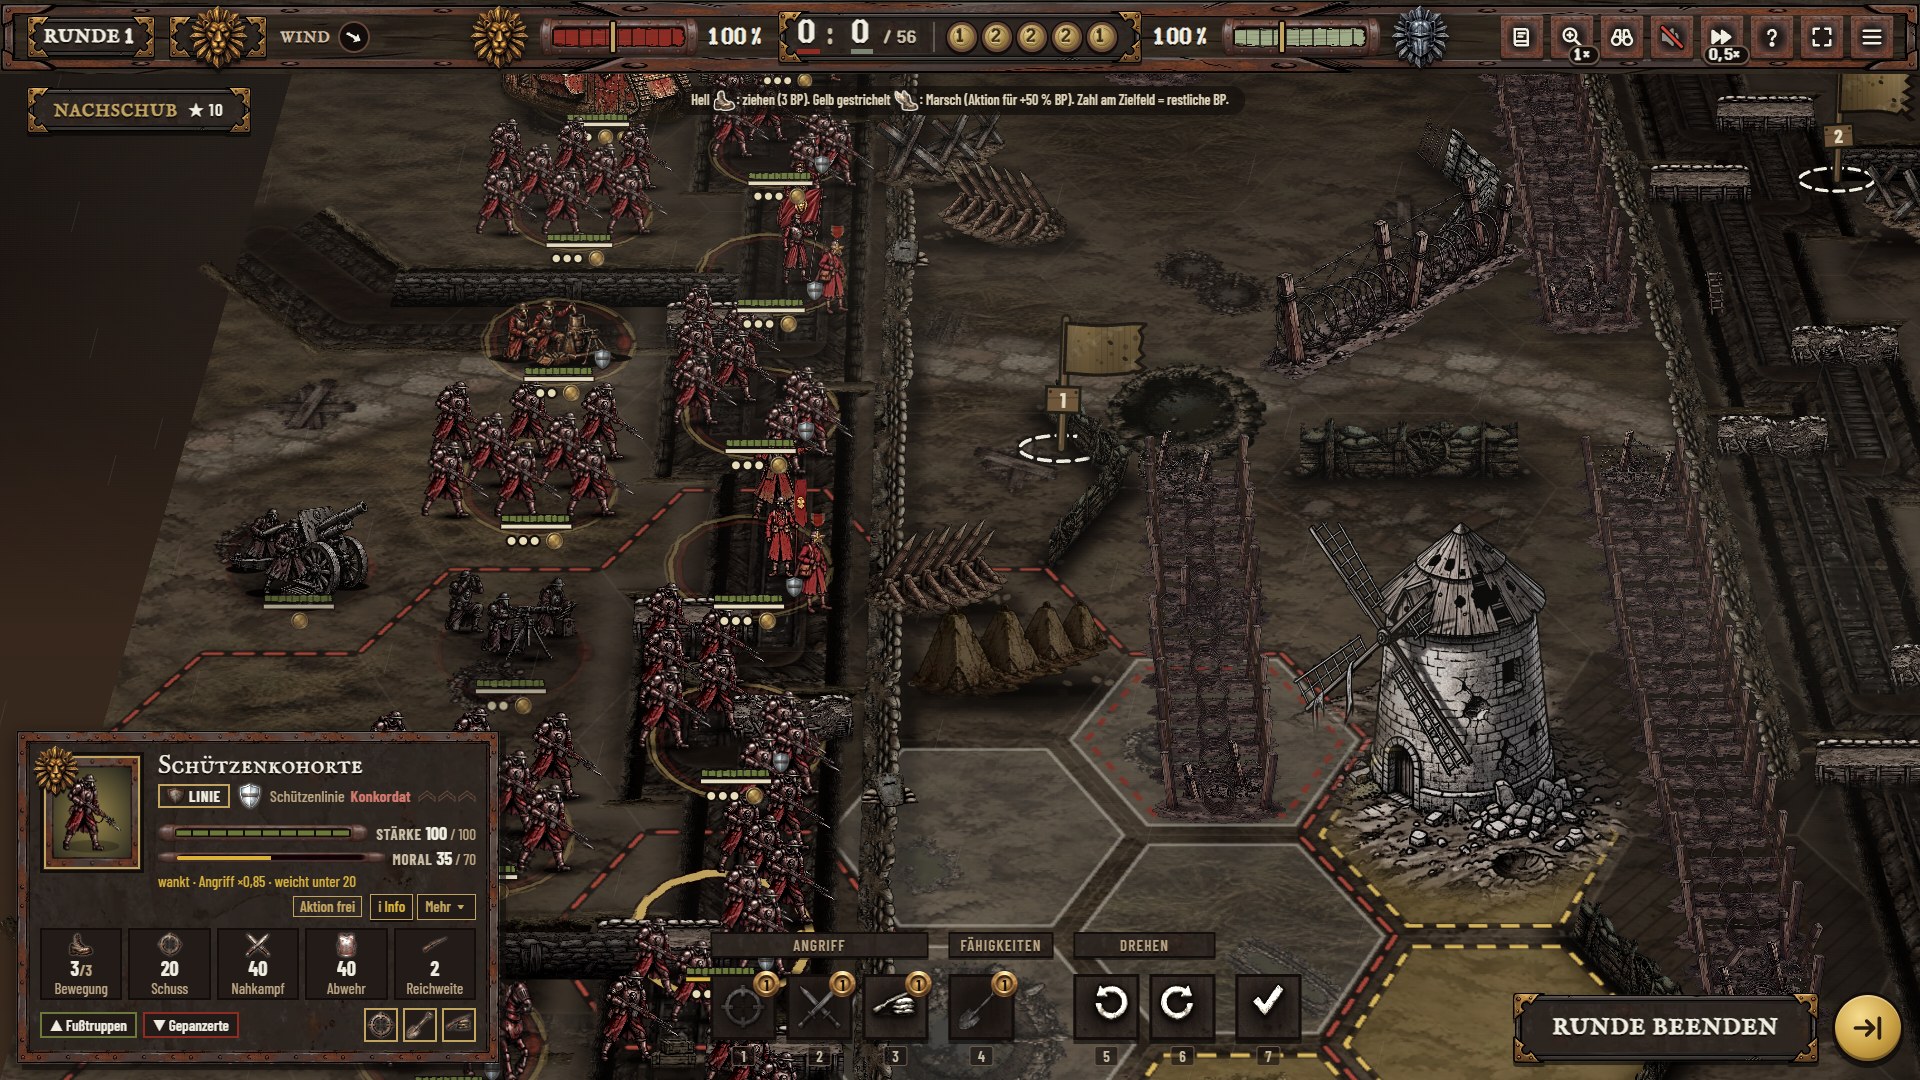 RUNDE 1
WIND
100 %
0 : 0 / 56
1 2 2 2 1
100 %
1×
0,5×
?
NACHSCHUB ★ 10
Hell : ziehen (3 BP). Gelb gestrichelt : Marsch (Aktion für +50 % BP). Zahl am Zielfeld = restliche BP.
2
1
SCHÜTZENKOHORTE
LINIE Schützenlinie Konkordat
STÄRKE 100 / 100
MORAL 35 / 70
wankt · Angriff ×0,85 · weicht unter 20
Aktion frei i Info Mehr
3/3 20 40 40 2
Bewegung Schuss Nahkampf Abwehr Reichweite
▲ Fußtruppen ▼ Gepanzerte
ANGRIFF FÄHIGKEITEN DREHEN
1 1 1 1
1 2 3 4 5 6 7
RUNDE BEENDEN